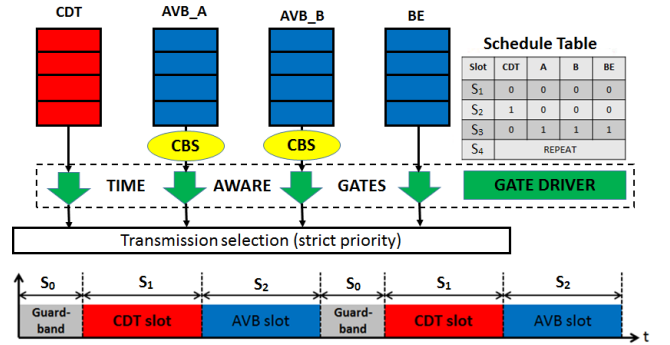 CDT AVB_A AVB_B BE
Schedule Table
Slot CDT A B BE
S1 0 0 0 0
S2 1 0 0 0
S3 0 1 1 1
S4 REPEAT
CBS CBS
TIME AWARE GATES GATE DRIVER
Transmission selection (strict priority)
S0 S1 S2 S0 S1 S2
Guard-
band
CDT slot AVB slot
Guard-
band
CDT slot AVB slot
t